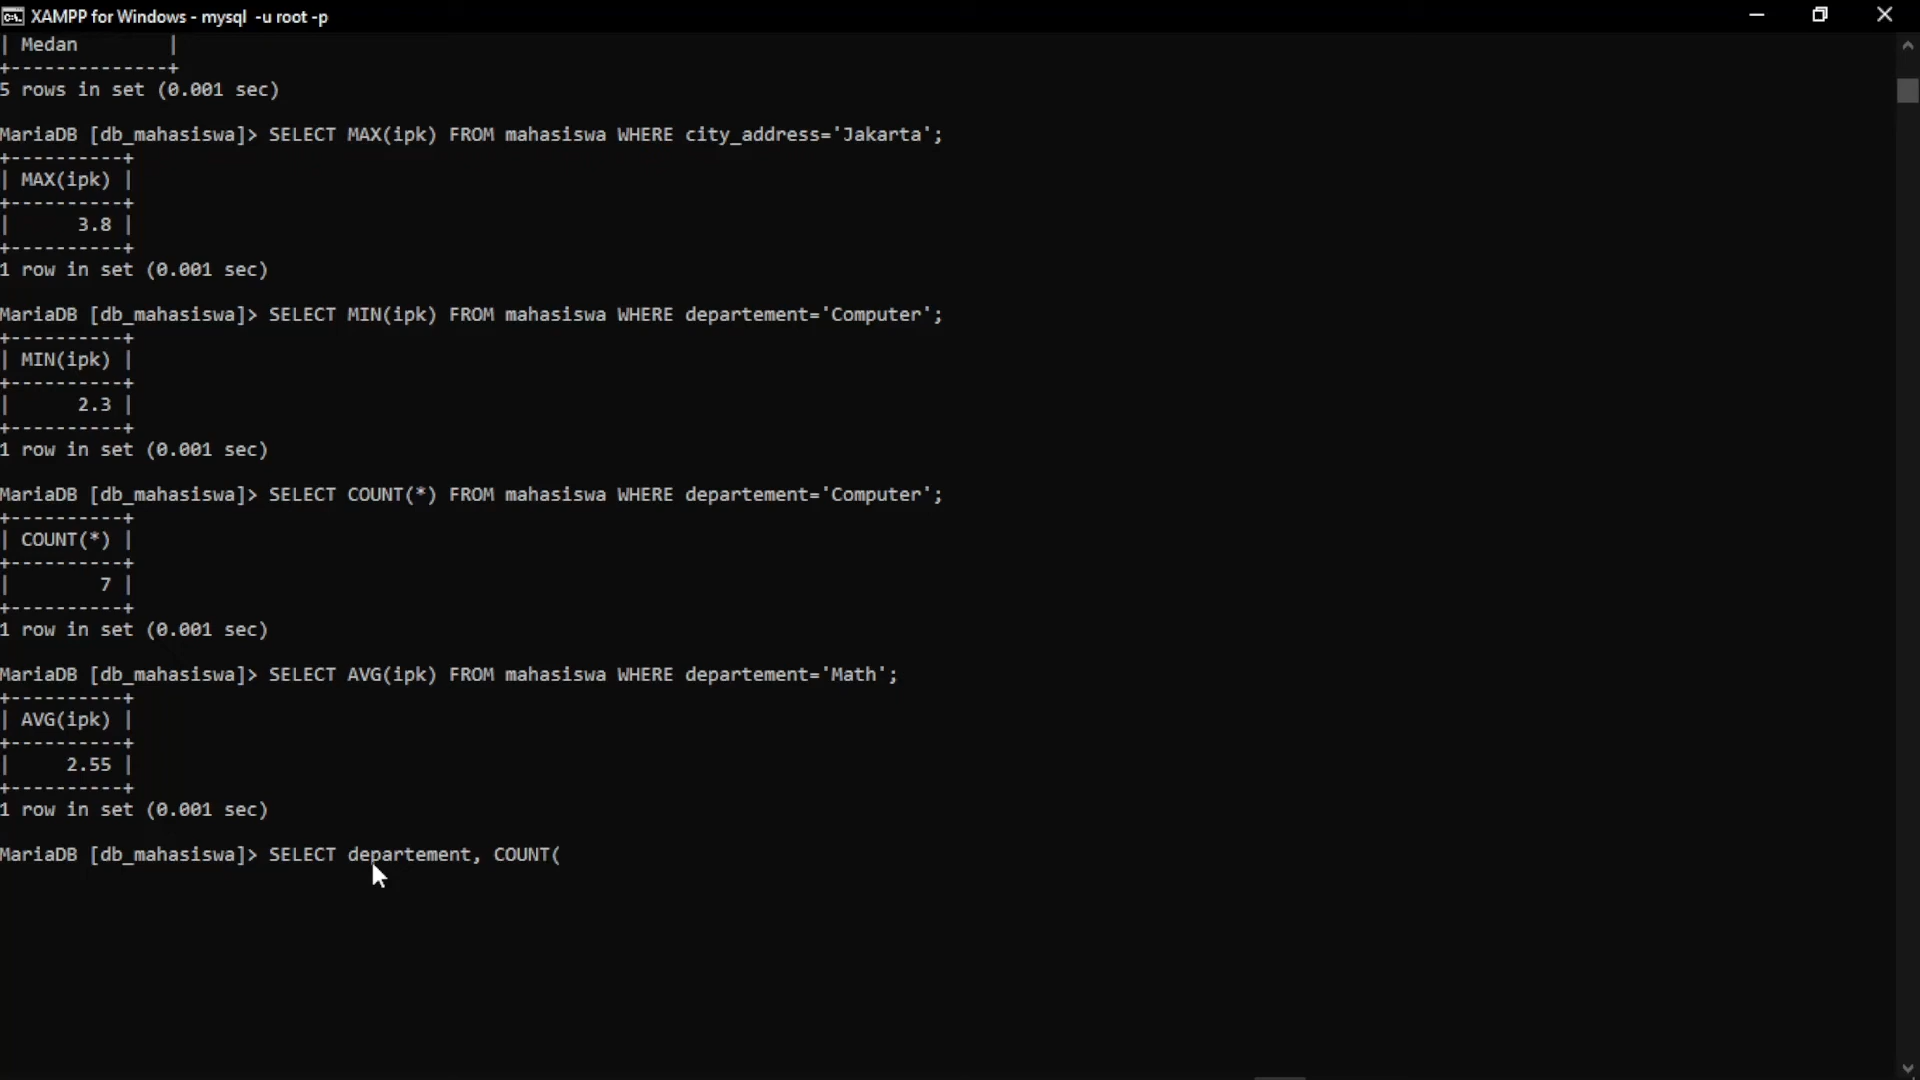 XAMPP for Windows - mysql -u root -p
| Medan        |
+--------------+
5 rows in set (0.001 sec)
MariaDB [db_mahasiswa]> SELECT MAX(ipk) FROM mahasiswa WHERE city_address='Jakarta';
+----------+
| MAX(ipk) |
+----------+
|      3.8 |
+----------+
1 row in set (0.001 sec)
MariaDB [db_mahasiswa]> SELECT MIN(ipk) FROM mahasiswa WHERE departement='Computer';
+----------+
| MIN(ipk) |
+----------+
|      2.3 |
+----------+
1 row in set (0.001 sec)
MariaDB [db_mahasiswa]> SELECT COUNT(*) FROM mahasiswa WHERE departement='Computer';
+----------+
| COUNT(*) |
+----------+
|        7 |
+----------+
1 row in set (0.001 sec)
MariaDB [db_mahasiswa]> SELECT AVG(ipk) FROM mahasiswa WHERE departement='Math';
+----------+
| AVG(ipk) |
+----------+
|     2.55 |
+----------+
1 row in set (0.001 sec)
MariaDB [db_mahasiswa]> SELECT departement, COUNT(